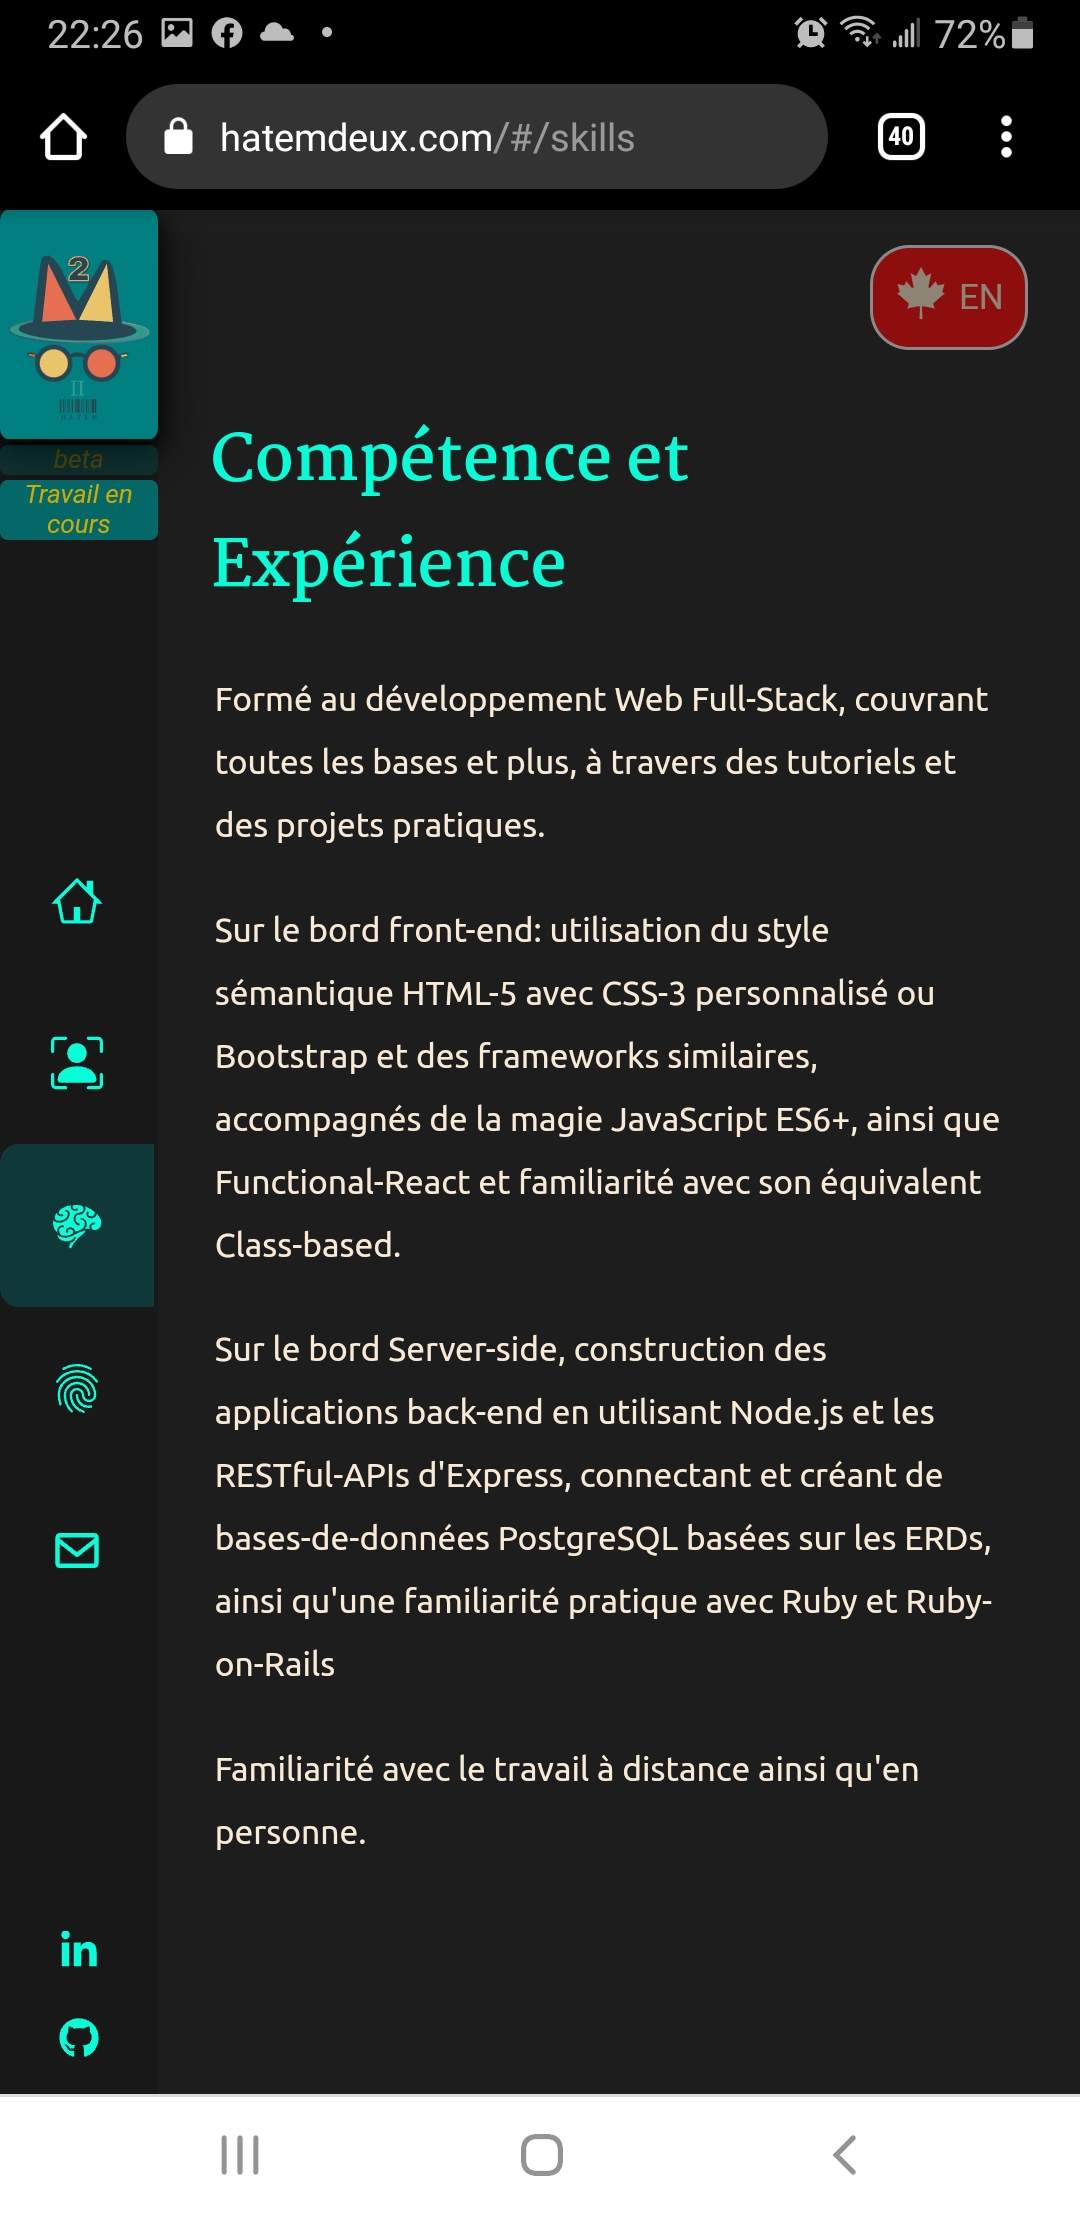 22:26
72%
hatemdeux.com/#/skills
40
2
II
HATEM
beta
Travail en
cours
EN
Compétence et
Expérience
Formé au développement Web Full-Stack, couvrant
toutes les bases et plus, à travers des tutoriels et
des projets pratiques.
Sur le bord front-end: utilisation du style
sémantique HTML-5 avec CSS-3 personnalisé ou
Bootstrap et des frameworks similaires,
accompagnés de la magie JavaScript ES6+, ainsi que
Functional-React et familiarité avec son équivalent
Class-based.
Sur le bord Server-side, construction des
applications back-end en utilisant Node.js et les
RESTful-APIs d'Express, connectant et créant de
bases-de-données PostgreSQL basées sur les ERDs,
ainsi qu'une familiarité pratique avec Ruby et Ruby-
on-Rails
Familiarité avec le travail à distance ainsi qu'en
personne.
in